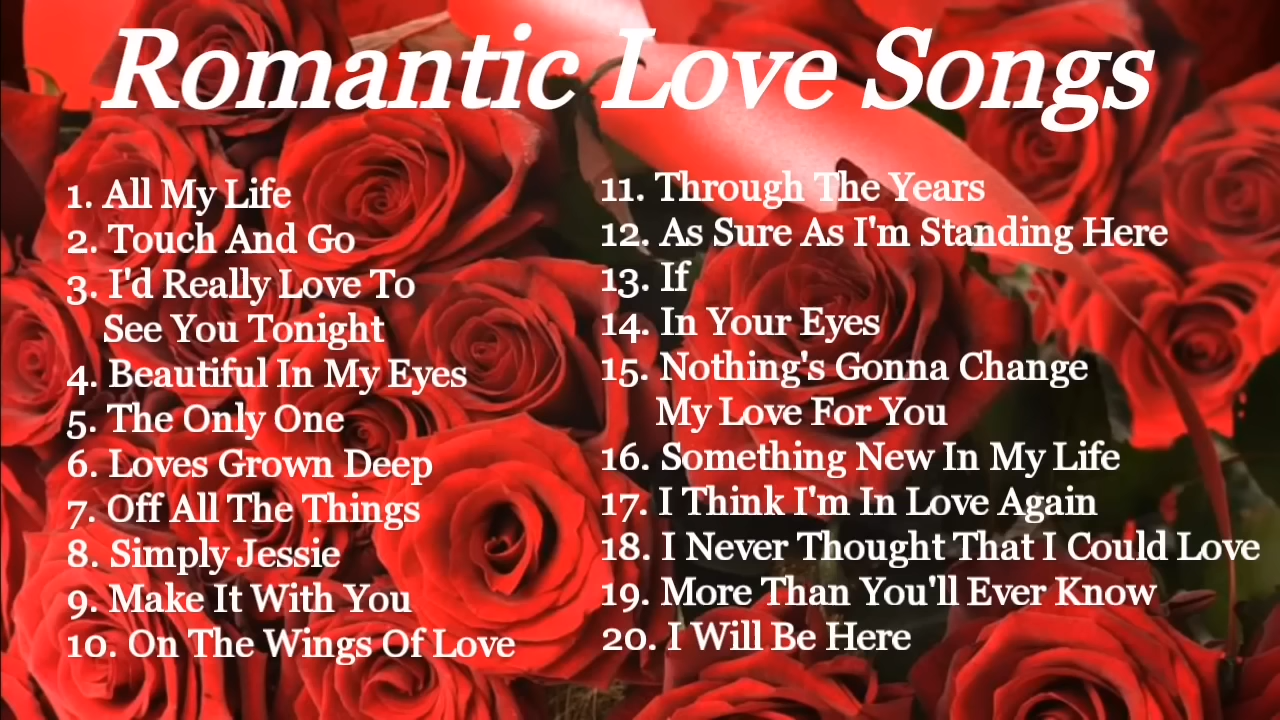 Romantic Love Songs
1. All My Life
2. Touch And Go
3. I'd Really Love To
See You Tonight
4. Beautiful In My Eyes
5. The Only One
6. Loves Grown Deep
7. Off All The Things
8. Simply Jessie
9. Make It With You
10. On The Wings Of Love
11. Through The Years
12. As Sure As I'm Standing Here
13. If
14. In Your Eyes
15. Nothing's Gonna Change
My Love For You
16. Something New In My Life
17. I Think I'm In Love Again
18. I Never Thought That I Could Love
19. More Than You'll Ever Know
20. I Will Be Here